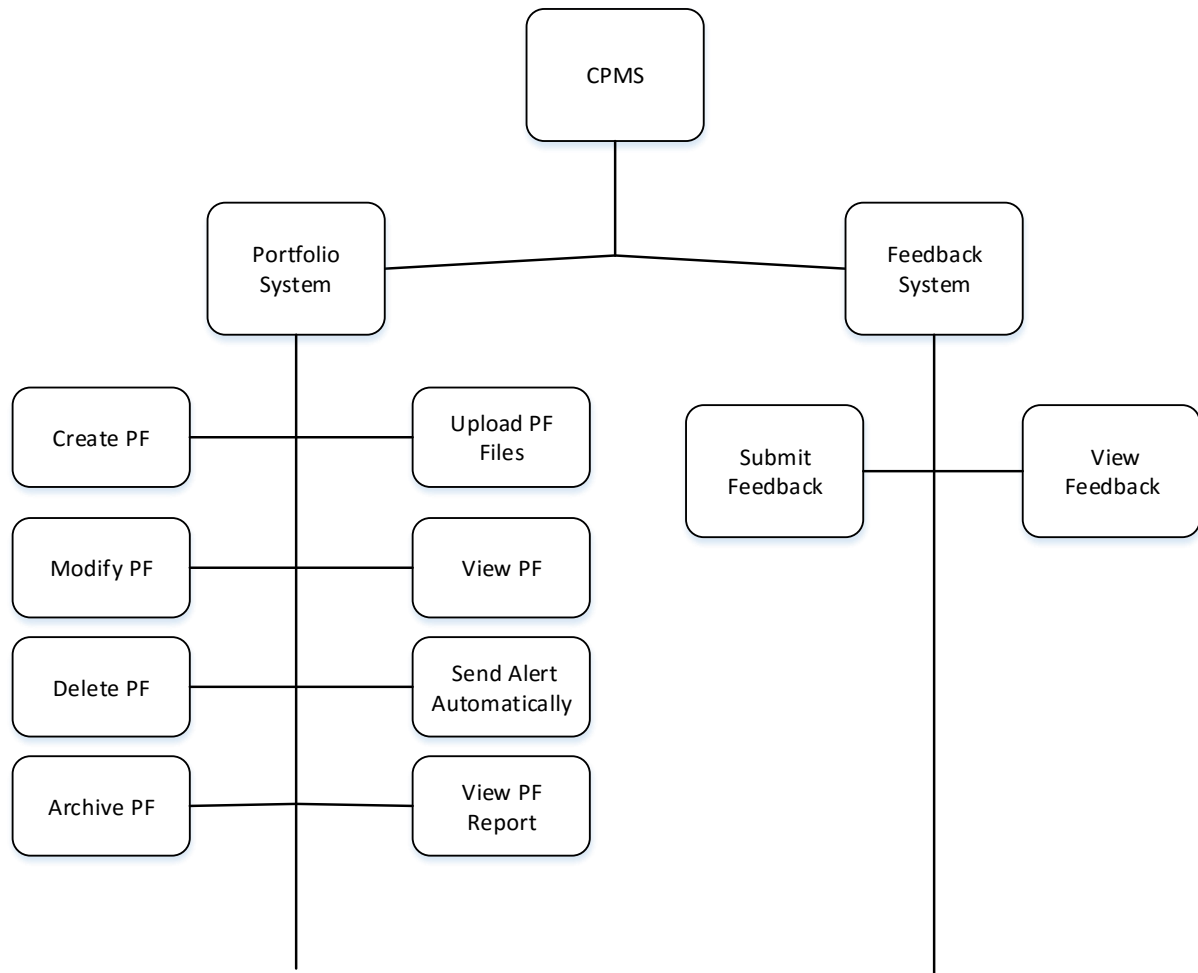 CPMS
Portfolio
System
Feedback
System
Create PF
Upload PF
Files
Submit
Feedback
View
Feedback
Modify PF
View PF
Delete PF
Send Alert
Automatically
Archive PF
View PF
Report